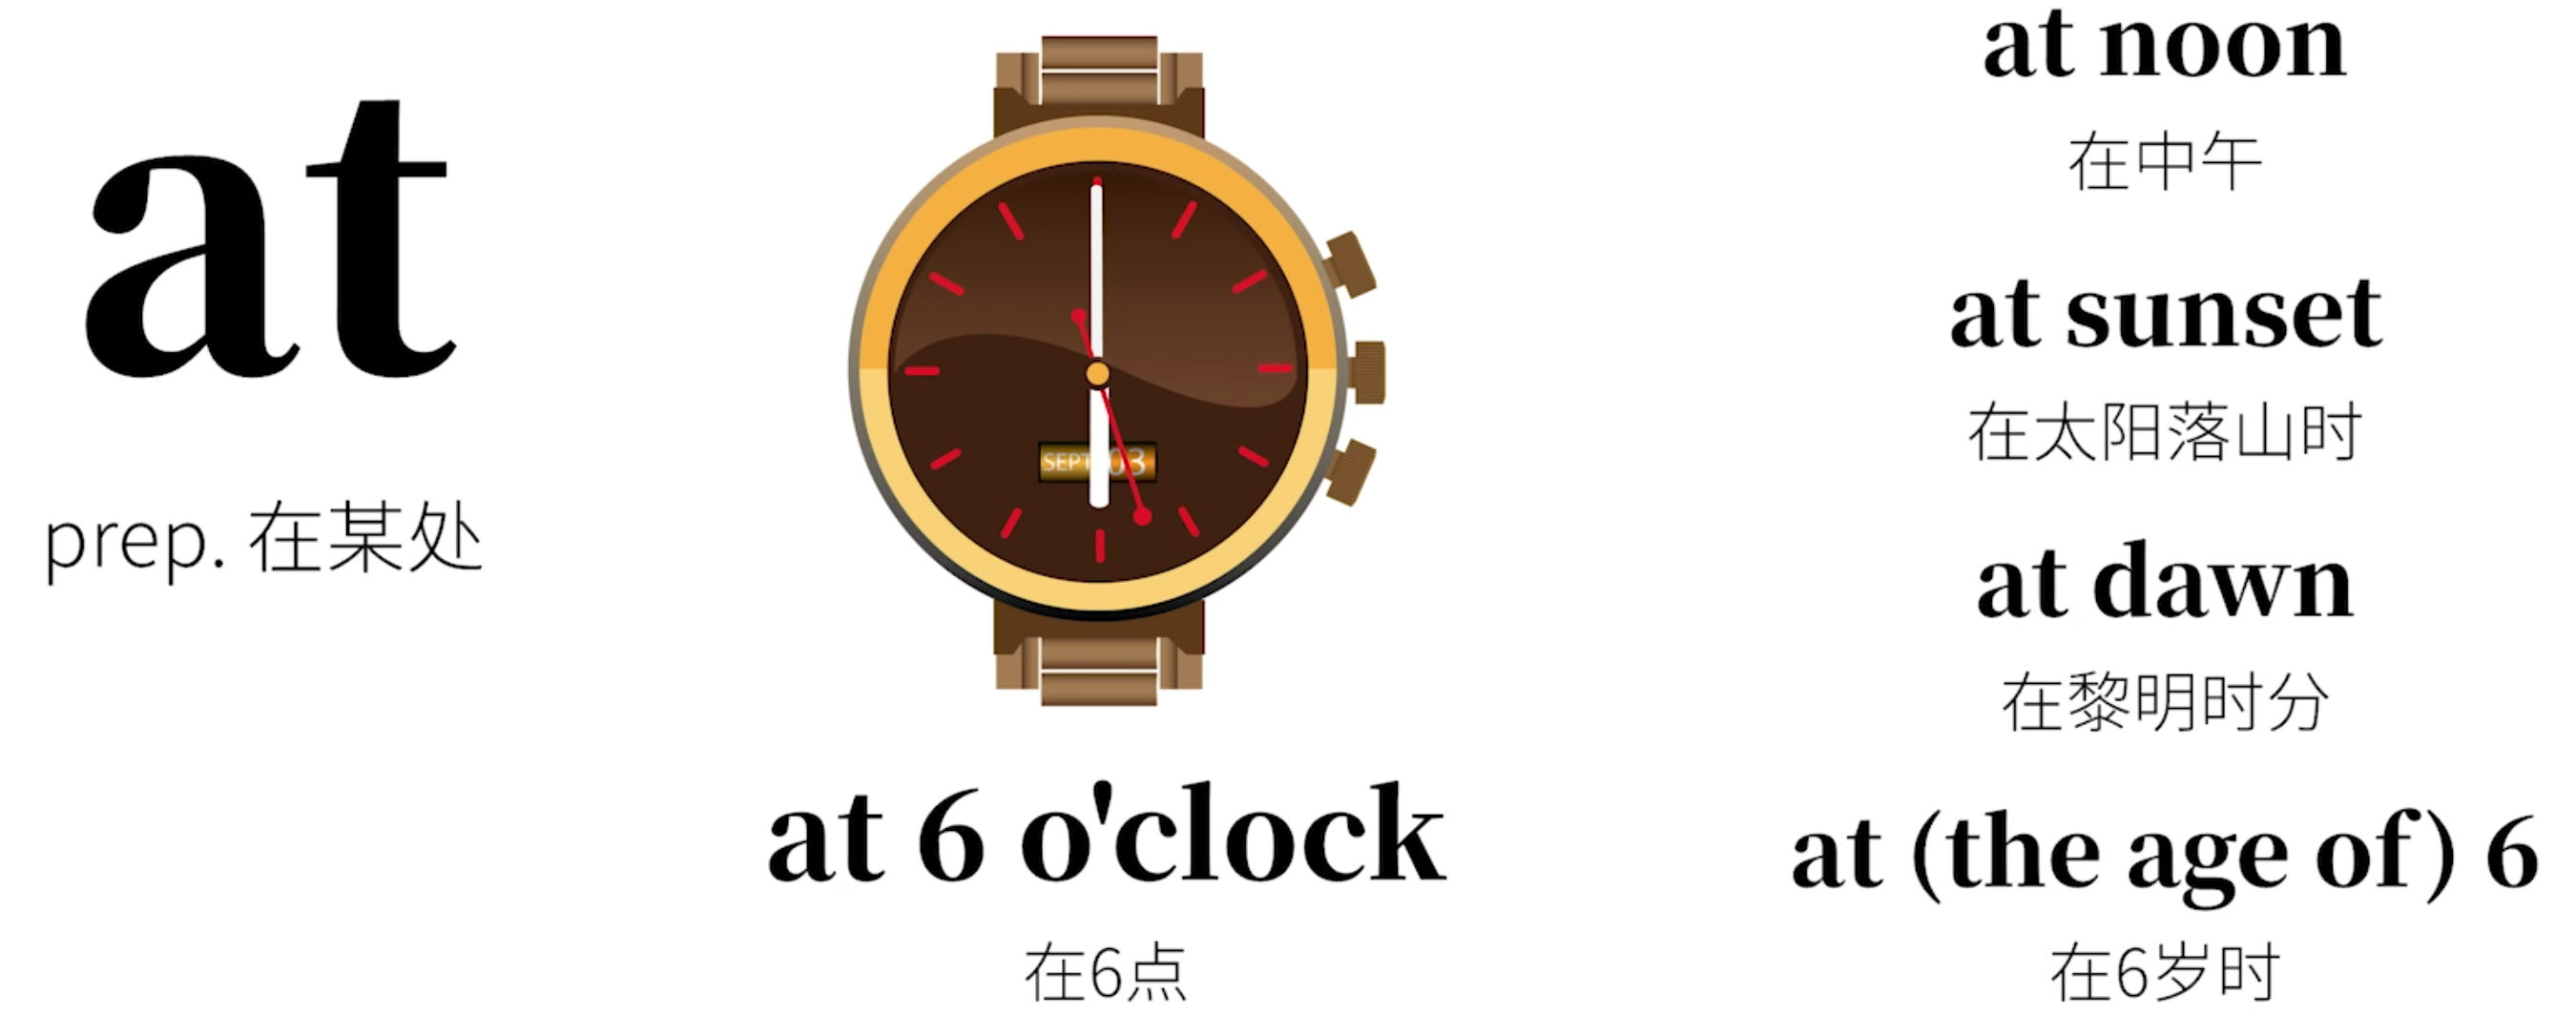 at
prep. 在某处
SEPT 03
at 6 o'clock
在6点
at noon
在中午
at sunset
在太阳落山时
at dawn
在黎明时分
at (the age of) 6
在6岁时